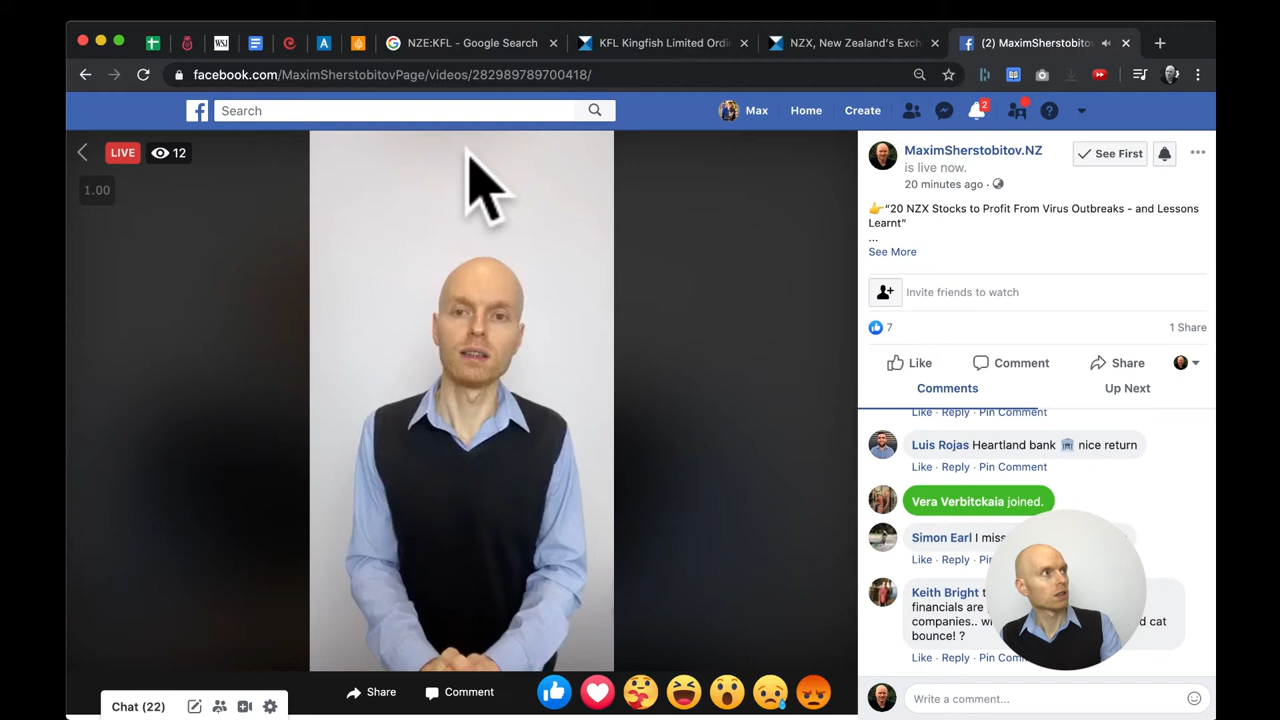 NZE:KFL - Google Search
KFL Kingfish Limited Ordi
NZX, New Zealand's Exch
(2) MaximSherstobitov
facebook.com/MaximSherstobitovPage/videos/282989789700418/
Search
Max Home Create
2
LIVE 12
1.00
MaximSherstobitov.NZ
is live now.
20 minutes ago
See First
👉"20 NZX Stocks to Profit From Virus Outbreaks - and Lessons
Learnt"
...
See More
Invite friends to watch
7
1 Share
Like Comment Share
Comments Up Next
Like · Reply · Pin Comment
Luis Rojas Heartland bank 🏦 nice return
Like · Reply · Pin Comment
Vera Verbitckaia joined.
Simon Earl I miss
Like · Reply
Keith Bright
financials are
companies..
d cat
bounce! ?
Like · Reply · Pin
Write a comment...
Share Comment
Chat (22)
WSJ